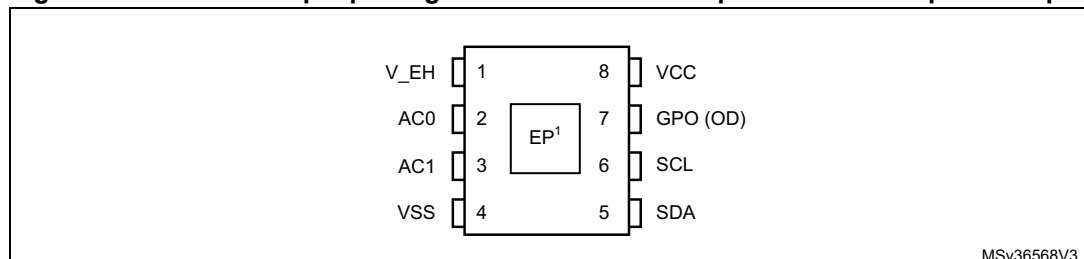 V_EH 1 8 VCC
AC0 2 7 GPO (OD)
EP1
AC1 3 6 SCL
VSS 4 5 SDA
MSv36568V3